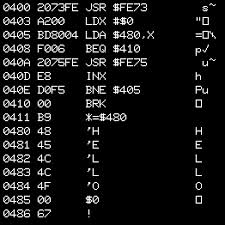 0400 2073FE JSR $FE73 s~
0403 A200 LDX #$0 "
0405 BD8004 LDA $480,X =
0408 F006 BEQ $410 p
040A 2075FE JSR $FE75 u~
040D E8 INX h
040E D0F5 BNE $405 Pu
0410 00 BRK
0411 B9 *=$480
0480 48 'H H
0481 45 'E E
0482 4C 'L L
0483 4C 'L L
0484 4F 'O O
0485 00 $0
0486 67 !